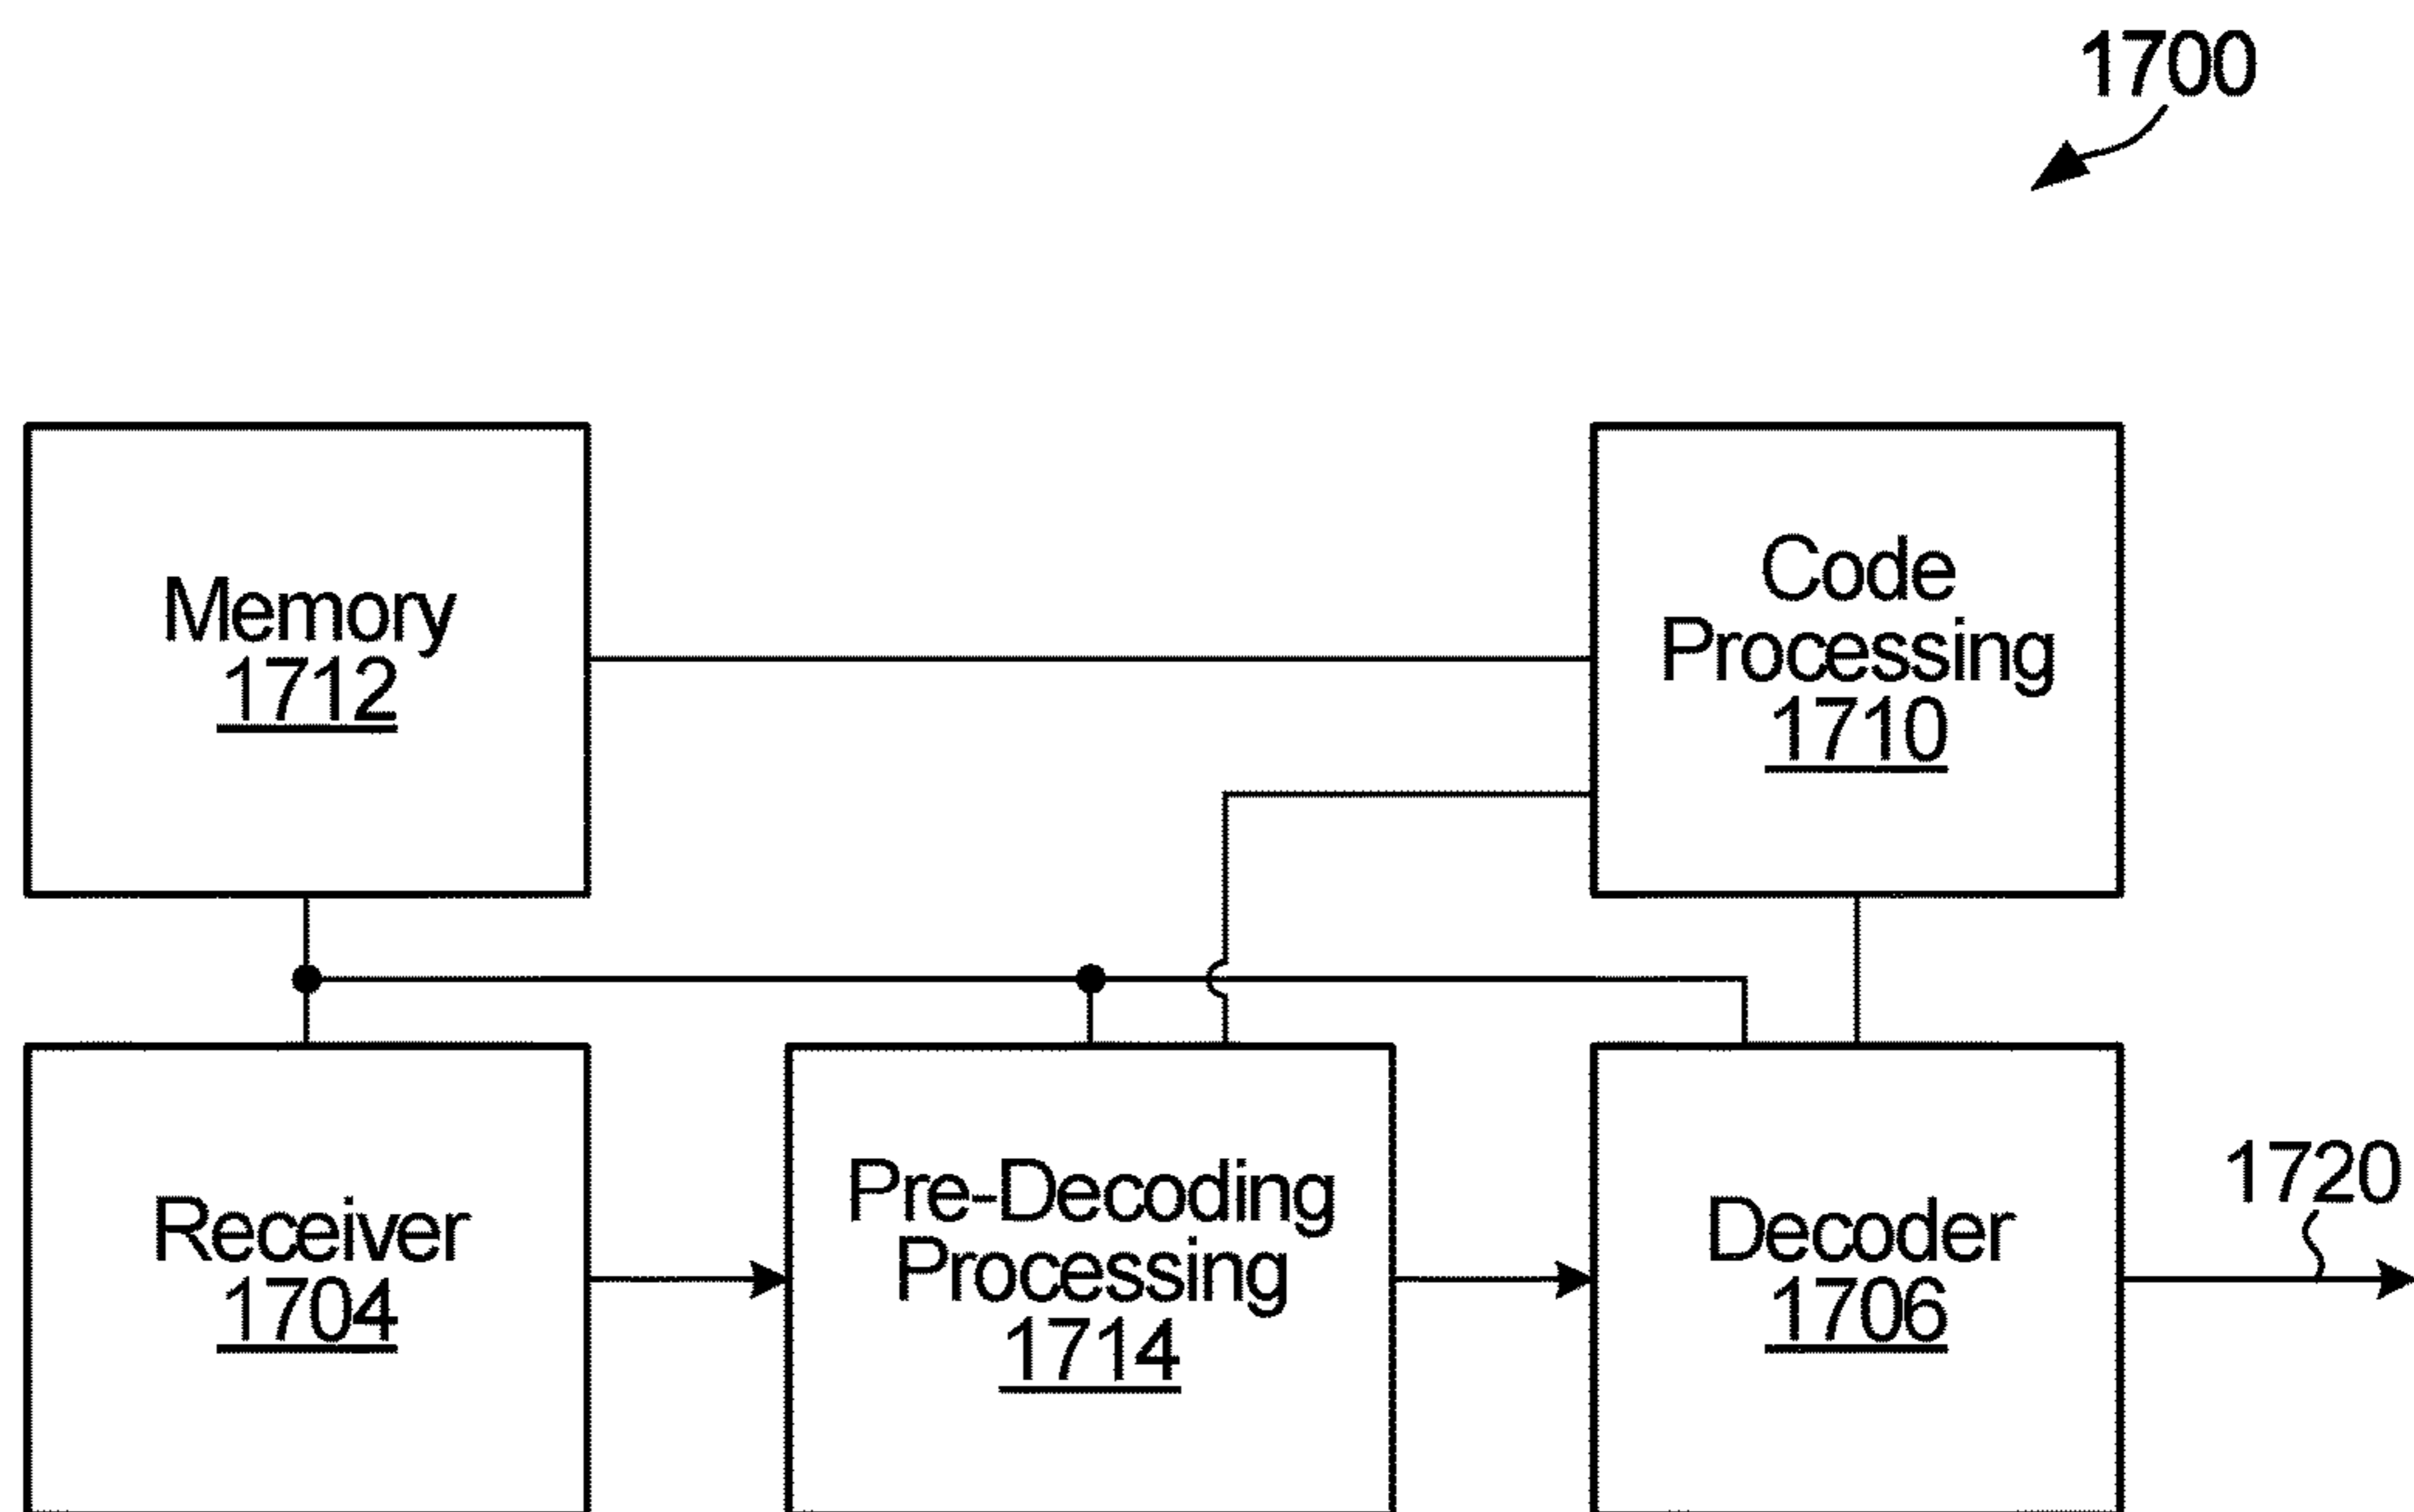 1700
Memory
1712
Code
Processing
1710
Receiver
1704
Pre-Decoding
Processing
1714
Decoder
1706
1720